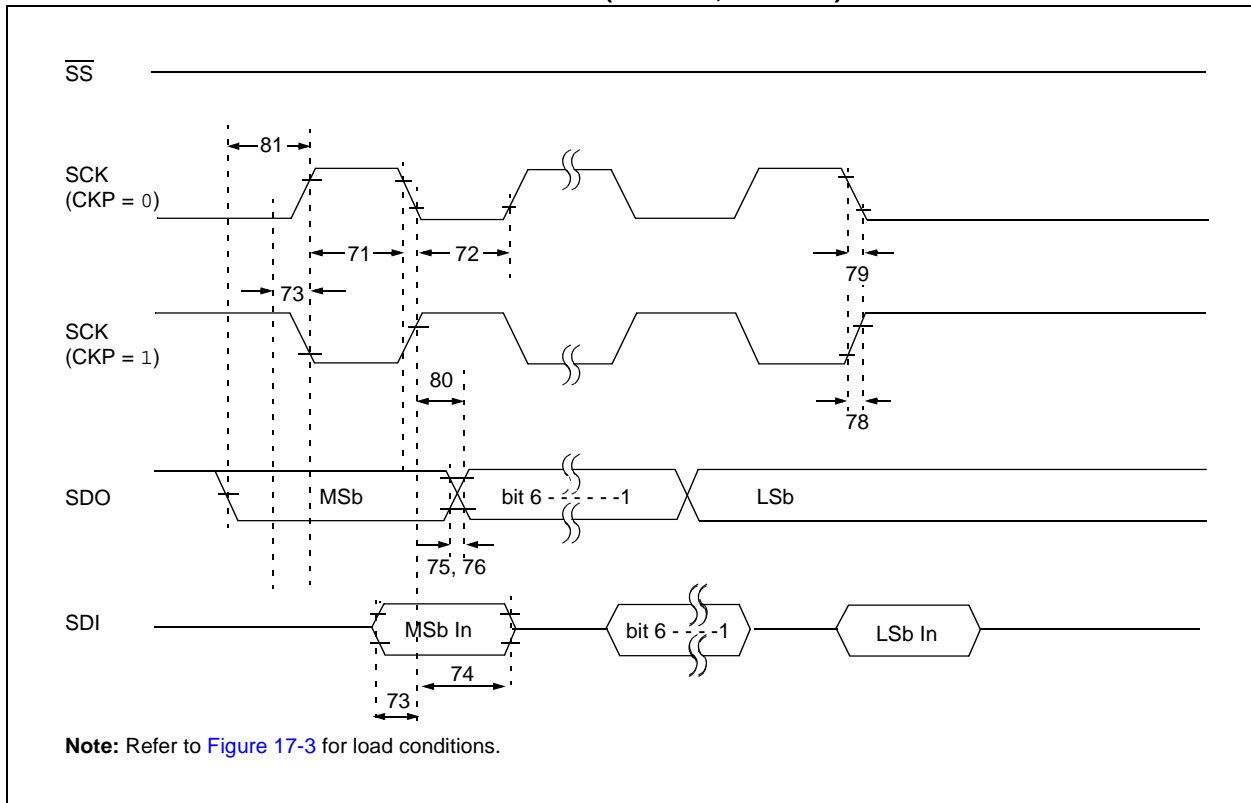 SS
81
SCK
(CKP = 0)
71
72
79
73
SCK
(CKP = 1)
80
78
SDO
MSb
bit 6 - - - - - -1
LSb
75, 76
SDI
MSb In
bit 6 - - - - -1
LSb In
74
73
Note: Refer to Figure 17-3 for load conditions.